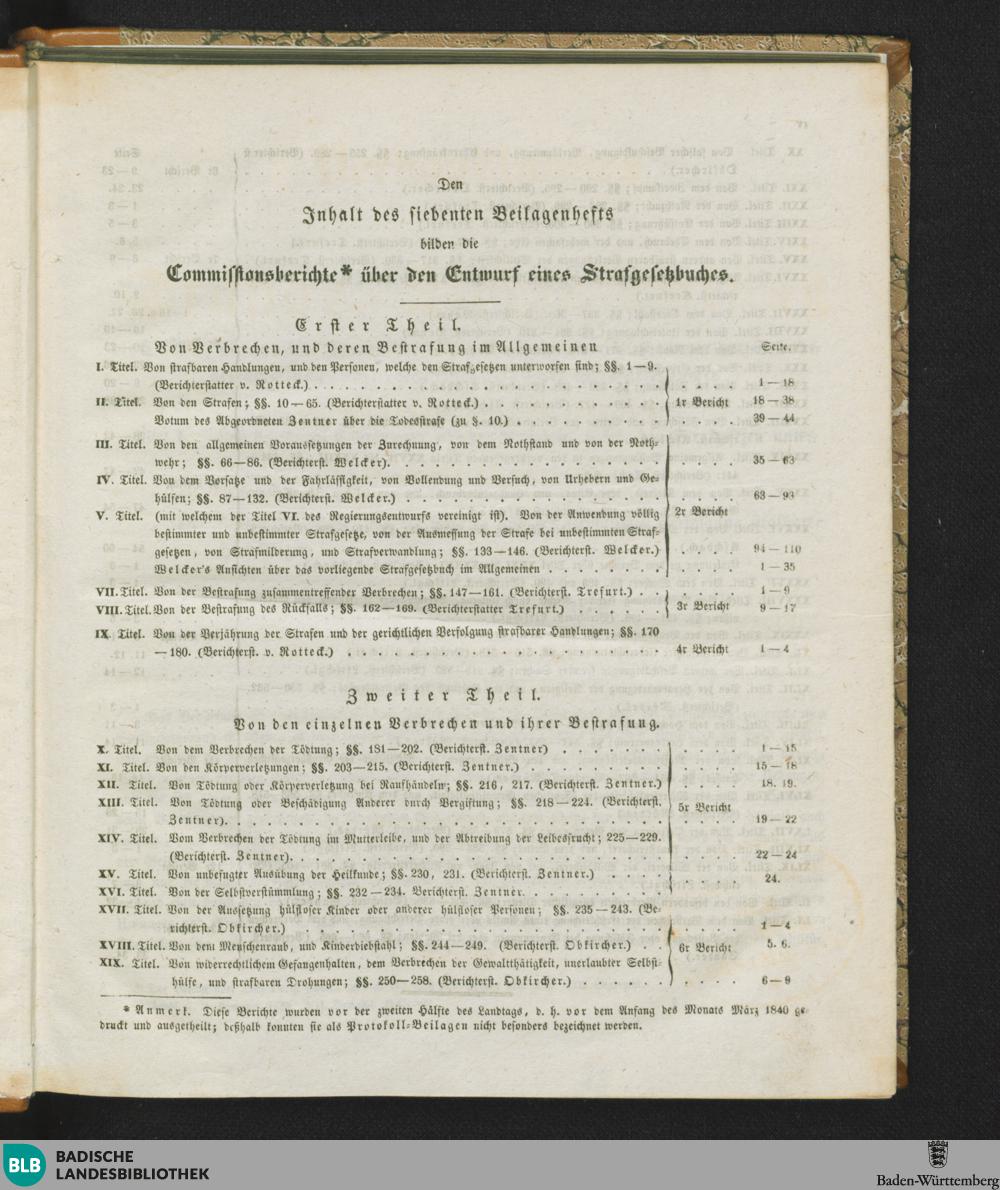 Den
Inhalt des siebenten Beilagenhefts
bilden die
Commissionsberichte* über den Entwurf eines Strafgesetzbuches.
Erster Theil.
Von Verbrechen, und deren Bestrafung im Allgemeinen
Seite.
I. Titel. Von strafbaren Handlungen, und den Personen, welche den Strafgesetzen unterworfen sind; §§. 1—9.
(Berichterstatter v. Rotteck.) . . . . 1—18
II. Titel. Von den Strafen; §§. 10—65. (Berichterstatter v. Rotteck.) . . . . 1r Bericht 18—38
Votum des Abgeordneten Zentner über die Todesstrafe (zu §. 10.) . . . . 39—44
III. Titel. Von den allgemeinen Voraussetzungen der Zurechnung, von dem Nothstand und von der Noth-
wehr; §§. 66—86. (Berichterst. Welcker). . . . . 35—63
IV. Titel. Von dem Vorsatze und der Fahrlässigkeit, von Vollendung und Versuch, von Urhebern und Ge-
hülfen; §§. 87—132. (Berichterst. Welcker.) . . . . 63—93
V. Titel. (mit welchem der Titel VI. des Regierungsentwurfs vereinigt ist). Von der Anwendung völlig 2r Bericht
bestimmter und unbestimmter Strafgesetze, von der Ausmessung der Strafe bei unbestimmten Straf-
gesetzen, von Strafmilderung, und Strafverwandlung; §§. 133—146. (Berichterst. Welcker.) . . . . 94—110
Welcker's Ansichten über das vorliegende Strafgesetzbuch im Allgemeinen . . . . 1—35
VII. Titel. Von der Bestrafung zusammentreffender Verbrechen; §§. 147—161. (Berichterst. Trefurt.) . . 1—9
VIII. Titel. Von der Bestrafung des Rückfalls; §§. 162—169. (Berichterstatter Trefurt.) . . . . 3r Bericht 9—17
IX. Titel. Von der Verjährung der Strafen und der gerichtlichen Verfolgung strafbarer Handlungen; §§. 170
—180. (Berichterst. v. Rotteck.) . . . . 4r Bericht 1—4
Zweiter Theil.
Von den einzelnen Verbrechen und ihrer Bestrafung.
X. Titel. Von dem Verbrechen der Tödtung; §§. 181—202. (Berichterst. Zentner) . . . . 1—15
XI. Titel. Von den Körperverletzungen; §§. 203—215. (Berichterst. Zentner.) . . . . 15—18
XII. Titel. Von Tödtung oder Körperverletzung bei Raufhändeln; §§. 216, 217. (Berichterst. Zentner.) . . . . 18. 19.
XIII. Titel. Von Tödtung oder Beschädigung Anderer durch Vergiftung; §§. 218—224. (Berichterst. 5r Bericht
Zentner). . . . . 19—22
XIV. Titel. Vom Verbrechen der Tödtung im Mutterleibe, und der Abtreibung der Leibesfrucht; 225—229.
(Berichterst. Zentner). . . . . 22—24
XV. Titel. Von unbefugter Ausübung der Heilkunde; §§. 230, 231. (Berichterst. Zentner.) . . . . 24.
XVI. Titel. Von der Selbstverstümmlung; §§. 232—234. Berichterst. Zentner. . . . .
XVII. Titel. Von der Aussetzung hülfloser Kinder oder anderer hülfloser Personen; §§. 235—243. (Be-
richterst. Obkircher.) . . . . 1—4
XVIII. Titel. Von dem Menschenraub, und Kinderdiebstahl; §§. 244—249. (Berichterst. Obkircher.) . . 6r Bericht 5. 6.
XIX. Titel. Von widerrechtlichem Gefangenhalten, dem Verbrechen der Gewaltthätigkeit, unerlaubter Selbst-
hülfe, und strafbaren Drohungen; §§. 250—258. (Berichterst. Obkircher.) . . . . 6—9
* Anmerk. Diese Berichte wurden vor der zweiten Hälfte des Landtags, d. h. vor dem Anfang des Monats März 1840 ge-
druckt und ausgetheilt; deßhalb konnten sie als Protokoll-Beilagen nicht besonders bezeichnet werden.
BLB BADISCHE
LANDESBIBLIOTHEK
Baden-Württemberg